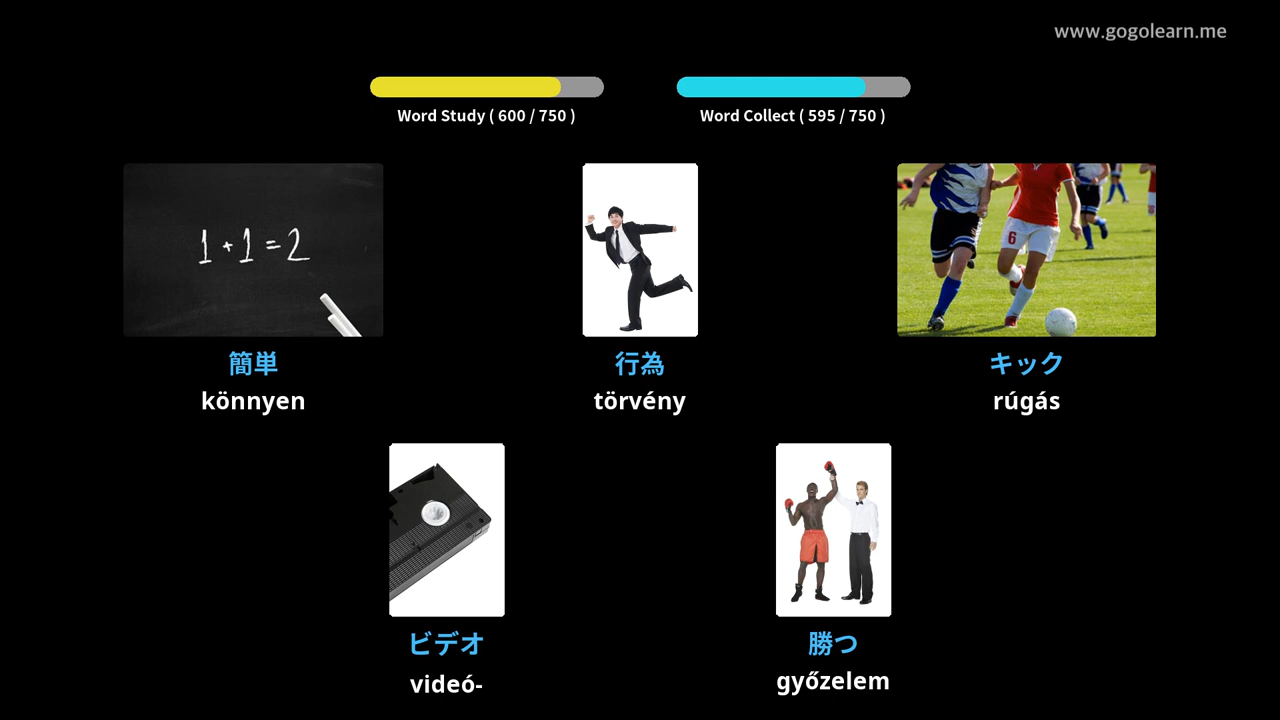 www.gogolearn.me
Word Study ( 600 / 750 )
Word Collect ( 595 / 750 )
1 + 1 = 2
6
簡単
könnyen
行為
törvény
キック
rúgás
ビデオ
videó-
勝つ
győzelem